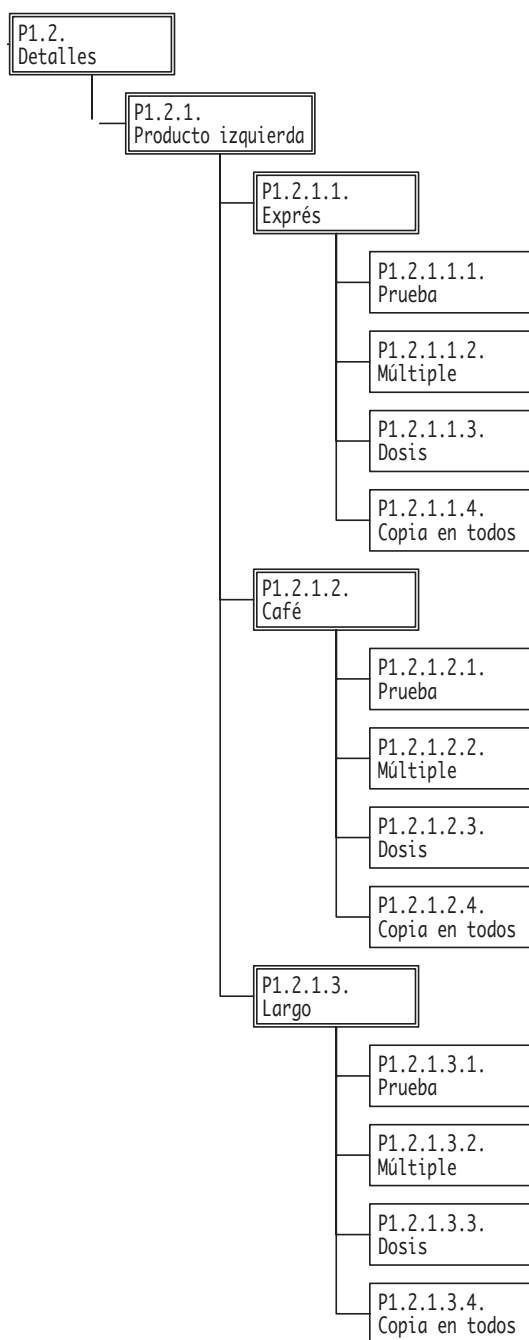 P1.2.
Detalles
P1.2.1.
Producto izquierda
P1.2.1.1.
Exprés
P1.2.1.1.1.
Prueba
P1.2.1.1.2.
Múltiple
P1.2.1.1.3.
Dosis
P1.2.1.1.4.
Copia en todos
P1.2.1.2.
Café
P1.2.1.2.1.
Prueba
P1.2.1.2.2.
Múltiple
P1.2.1.2.3.
Dosis
P1.2.1.2.4.
Copia en todos
P1.2.1.3.
Largo
P1.2.1.3.1.
Prueba
P1.2.1.3.2.
Múltiple
P1.2.1.3.3.
Dosis
P1.2.1.3.4.
Copia en todos